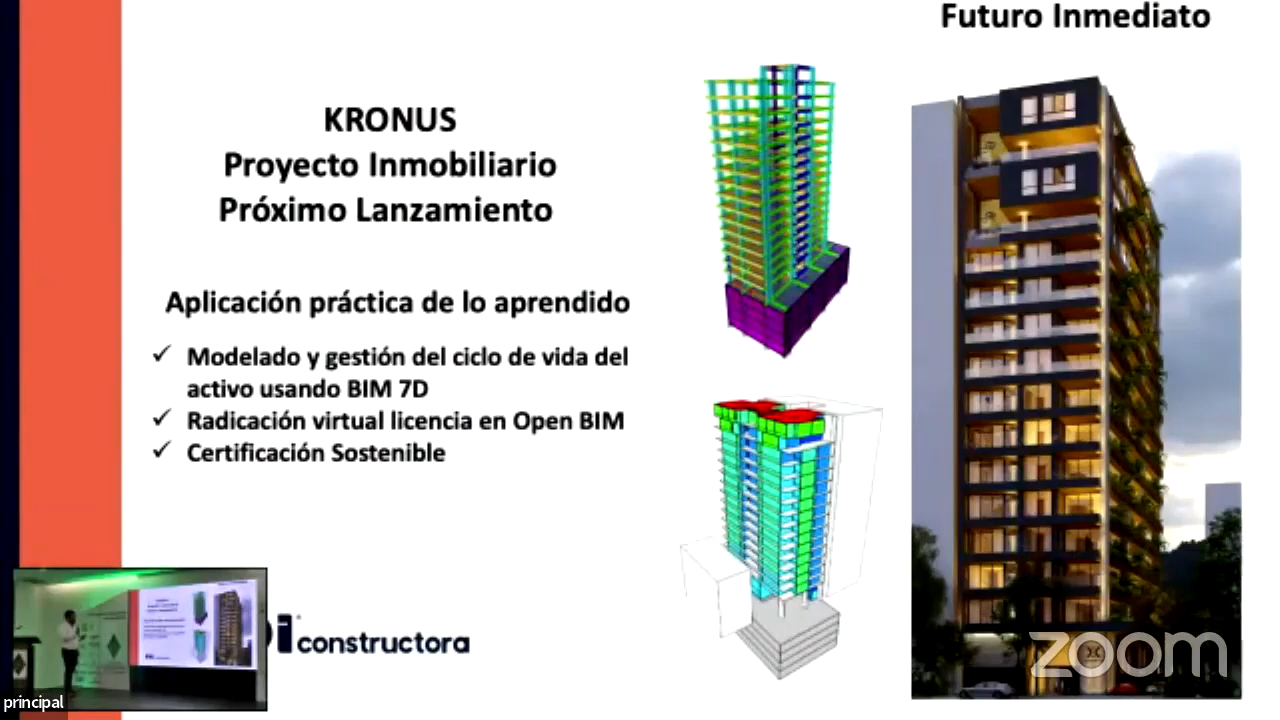 Futuro Inmediato
KRONUS
Proyecto Inmobiliario
Próximo Lanzamiento
Aplicación práctica de lo aprendido
✓ Modelado y gestión del ciclo de vida del
activo usando BIM 7D
✓ Radicación virtual licencia en Open BIM
✓ Certificación Sostenible
constructora
zoom
principal